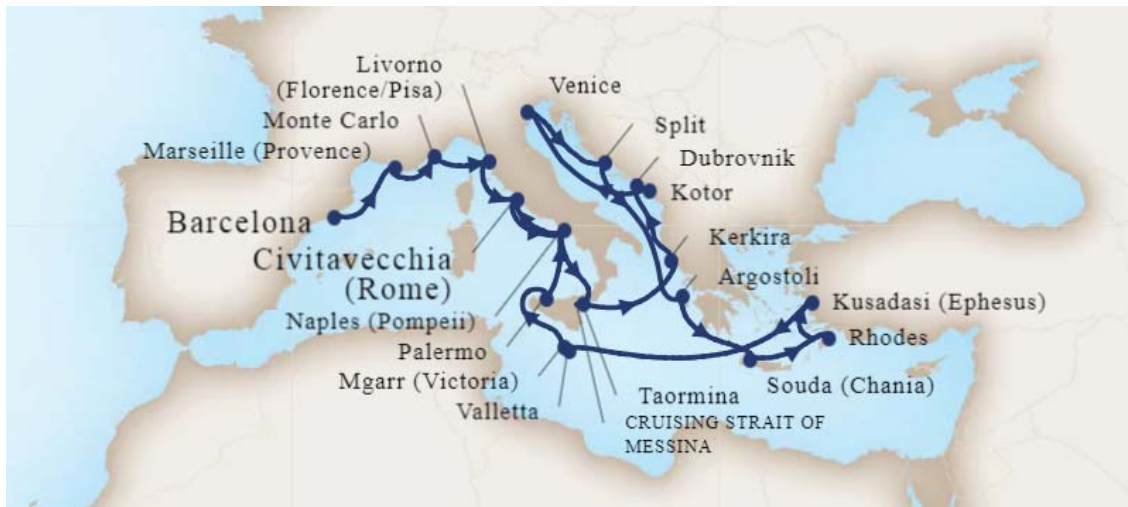 Livorno
(Florence/Pisa)
Monte Carlo
Marseille (Provence)
Barcelona
Civitavecchia
(Rome)
Naples (Pompeii)
Palermo
Mgarr (Victoria)
Valletta
Venice
Split
Dubrovnik
Kotor
Kerkira
Argostoli
Kusadasi (Ephesus)
Rhodes
Souda (Chania)
Taormina
CRUISING STRAIT OF
MESSINA